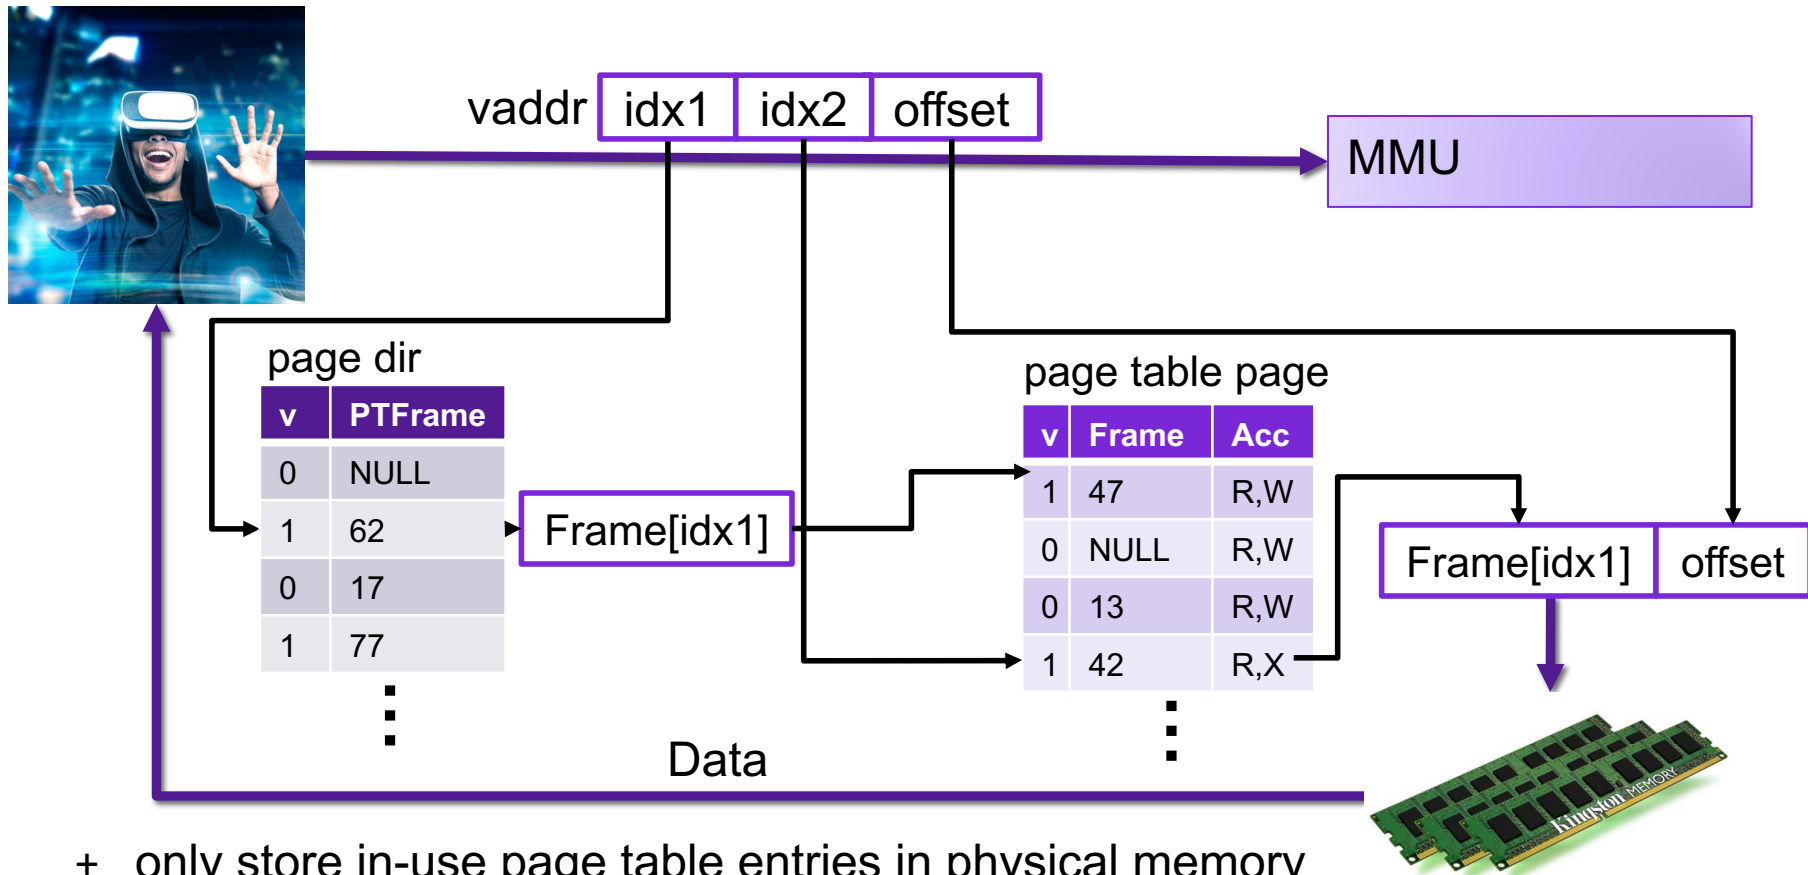 vaddr idx1 idx2 offset
MMU
page dir
v PTFrame
0 NULL
1 62
0 17
1 77
Frame[idx1]
page table page
v Frame Acc
1 47 R,W
0 NULL R,W
0 13 R,W
1 42 R,X
Frame[idx1] offset
Data
Kingston MEMORY
+ only store in-use page table entries in physical memory